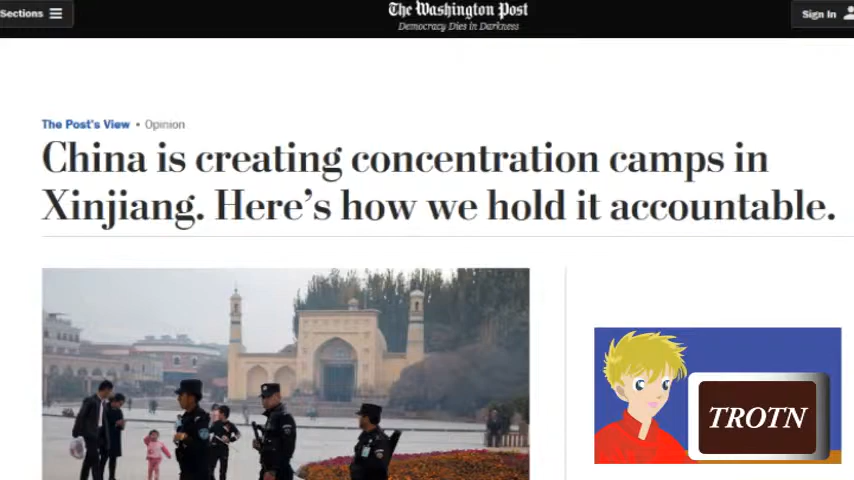 Sections
The Washington Post
Democracy Dies in Darkness
Sign In
The Post's View • Opinion
China is creating concentration camps in
Xinjiang. Here's how we hold it accountable.
TROTN